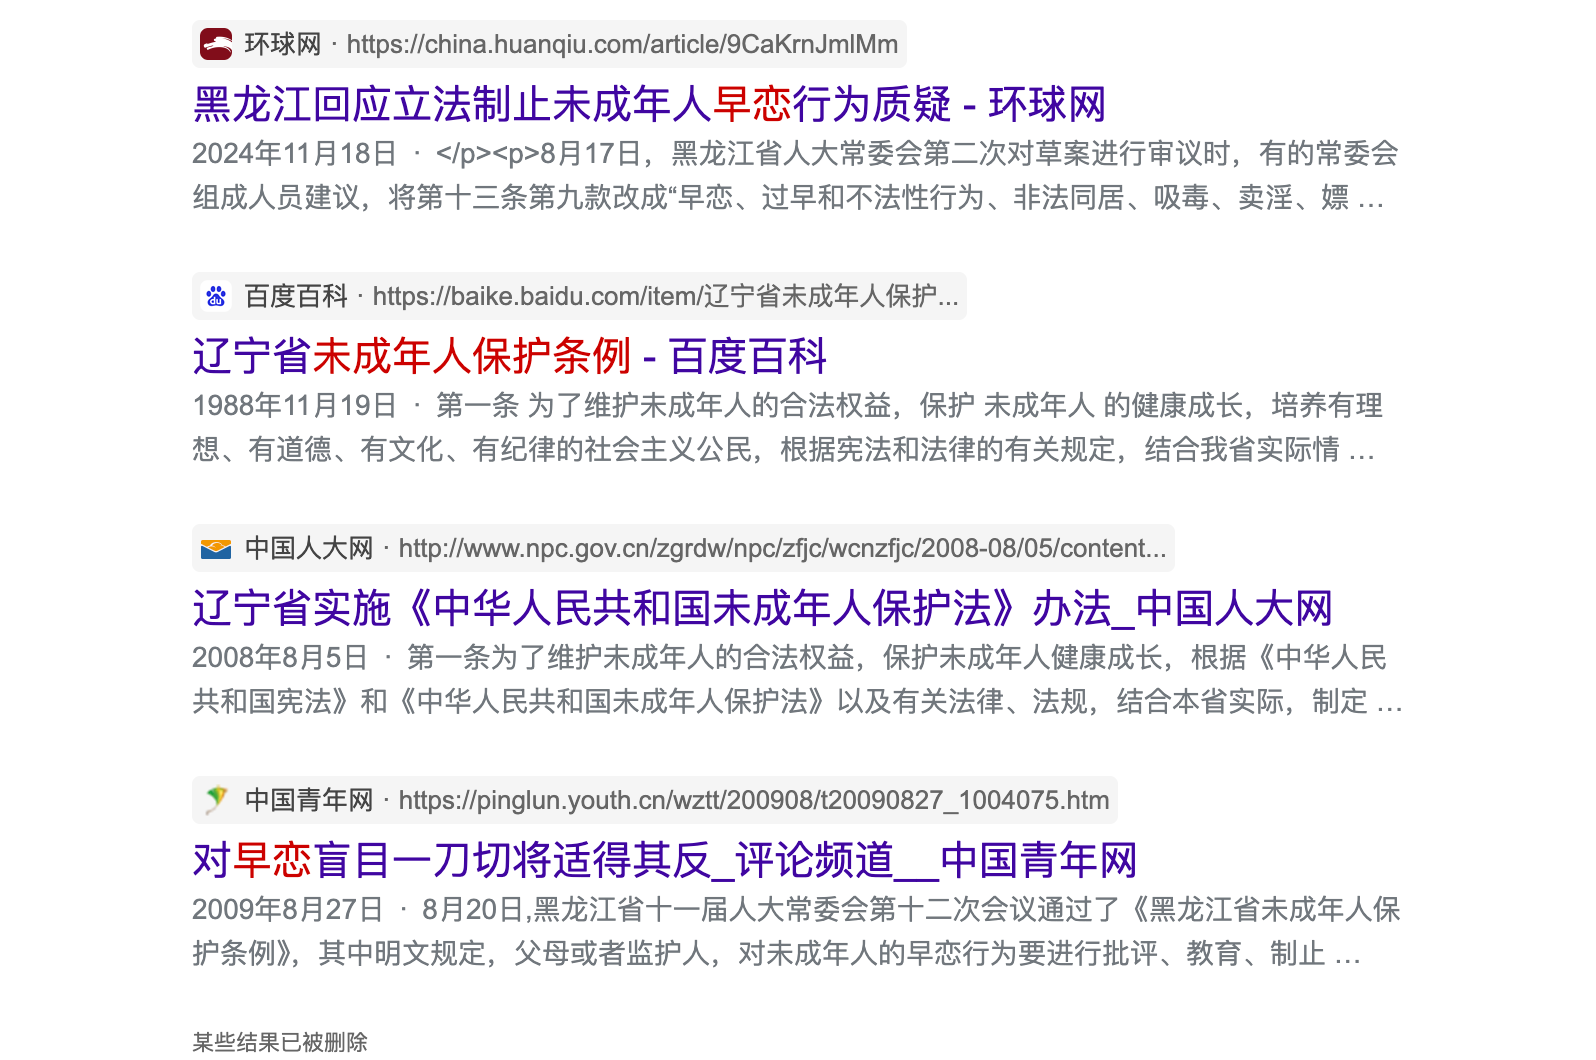 环球网 · https://china.huanqiu.com/article/9CaKrnJmlMm
黑龙江回应立法制止未成年人早恋行为质疑 - 环球网
2024年11月18日 · </p><p>8月17日，黑龙江省人大常委会第二次对草案进行审议时，有的常委会
组成人员建议，将第十三条第九款改成“早恋、过早和不法性行为、非法同居、吸毒、卖淫、嫖 ...
百度百科 · https://baike.baidu.com/item/辽宁省未成年人保护...
辽宁省未成年人保护条例 - 百度百科
1988年11月19日 · 第一条 为了维护未成年人的合法权益，保护 未成年人 的健康成长，培养有理
想、有道德、有文化、有纪律的社会主义公民，根据宪法和法律的有关规定，结合我省实际情 ...
中国人大网 · http://www.npc.gov.cn/zgrdw/npc/zfjc/wcnzfjc/2008-08/05/content...
辽宁省实施《中华人民共和国未成年人保护法》办法_中国人大网
2008年8月5日 · 第一条为了维护未成年人的合法权益，保护未成年人健康成长，根据《中华人民
共和国宪法》和《中华人民共和国未成年人保护法》以及有关法律、法规，结合本省实际，制定 ...
中国青年网 · https://pinglun.youth.cn/wztt/200908/t20090827_1004075.htm
对早恋盲目一刀切将适得其反_评论频道__中国青年网
2009年8月27日 · 8月20日,黑龙江省十一届人大常委会第十二次会议通过了《黑龙江省未成年人保
护条例》，其中明文规定，父母或者监护人，对未成年人的早恋行为要进行批评、教育、制止 ...
某些结果已被删除